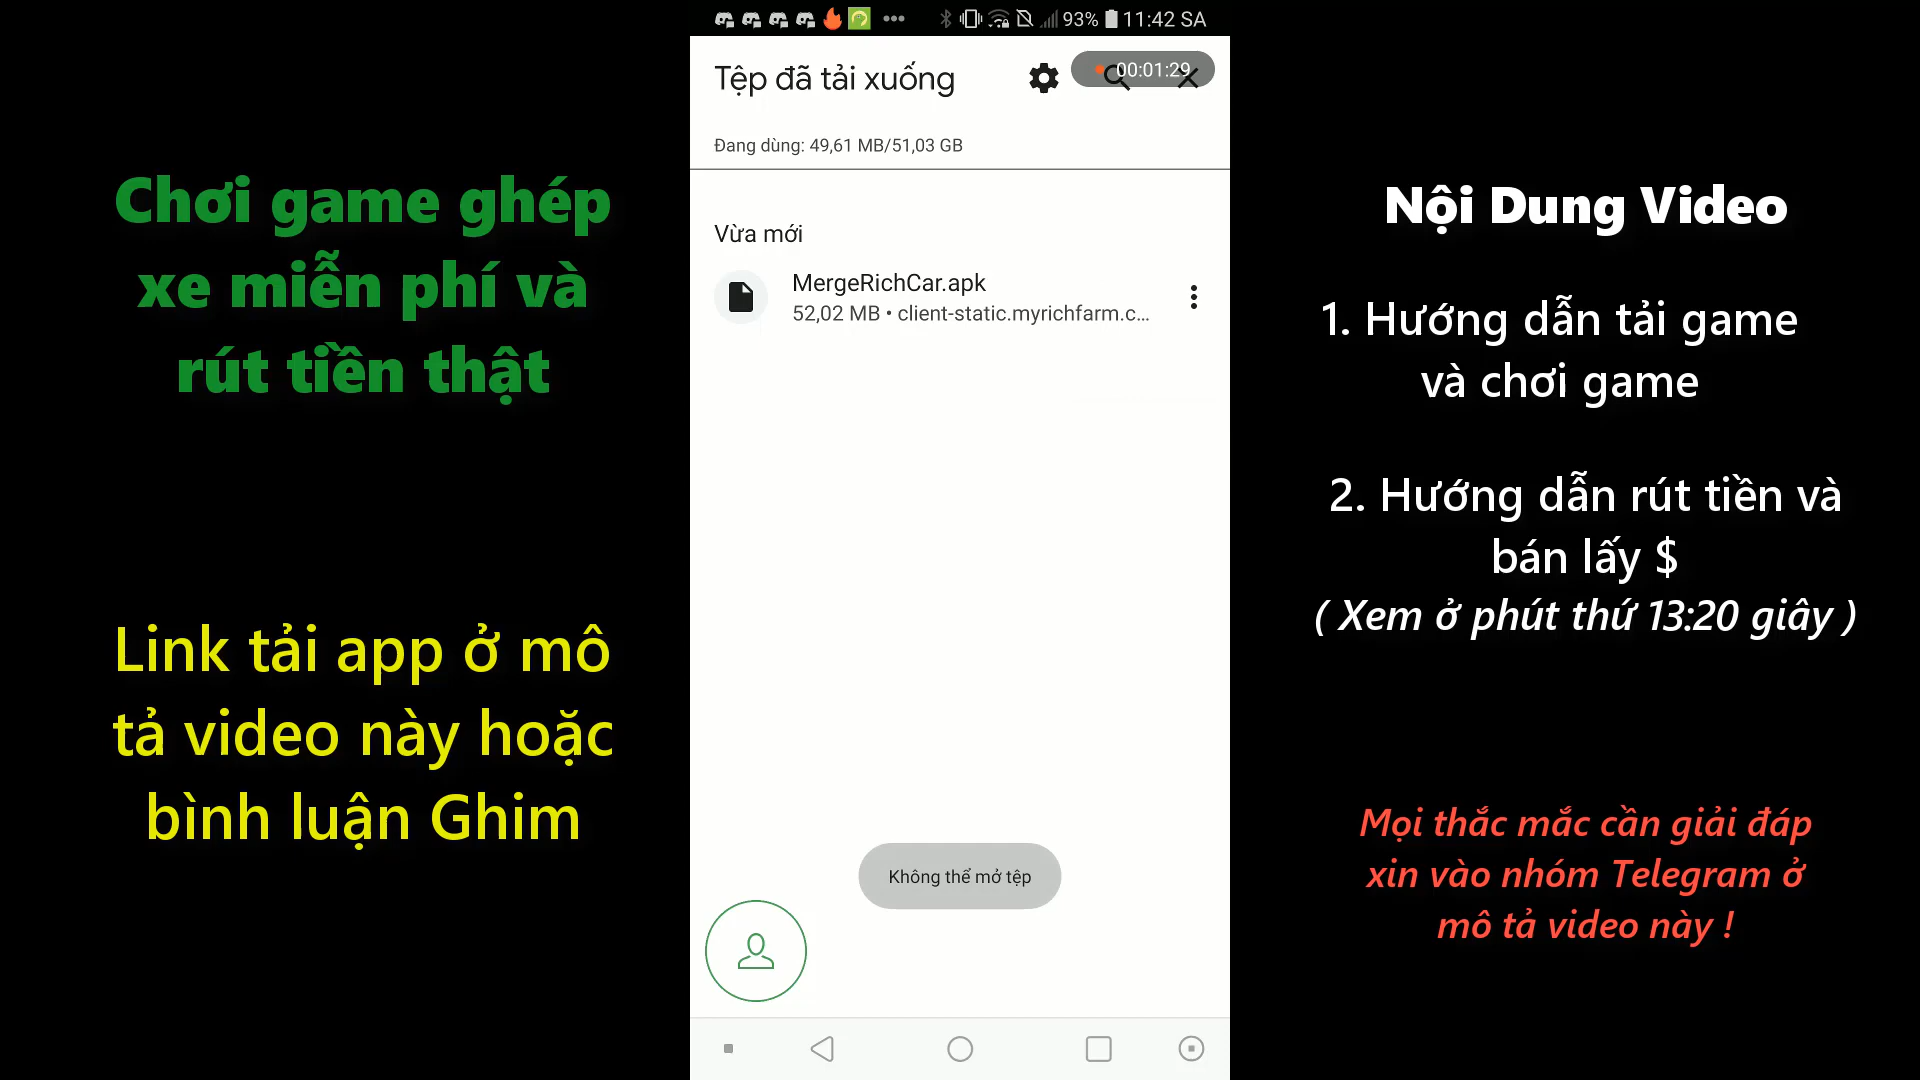 93% 11:42 SA
Tệp đã tải xuống
00:01:29
Đang dùng: 49,61 MB/51,03 GB
Vừa mới
MergeRichCar.apk
52,02 MB • client-static.myrichfarm.c...
Không thể mở tệp
Chơi game ghép
xe miễn phí và
rút tiền thật
Link tải app ở mô
tả video này hoặc
bình luận Ghim
Nội Dung Video
1. Hướng dẫn tải game
và chơi game
2. Hướng dẫn rút tiền và
bán lấy $
( Xem ở phút thứ 13:20 giây )
Mọi thắc mắc cần giải đáp
xin vào nhóm Telegram ở
mô tả video này !